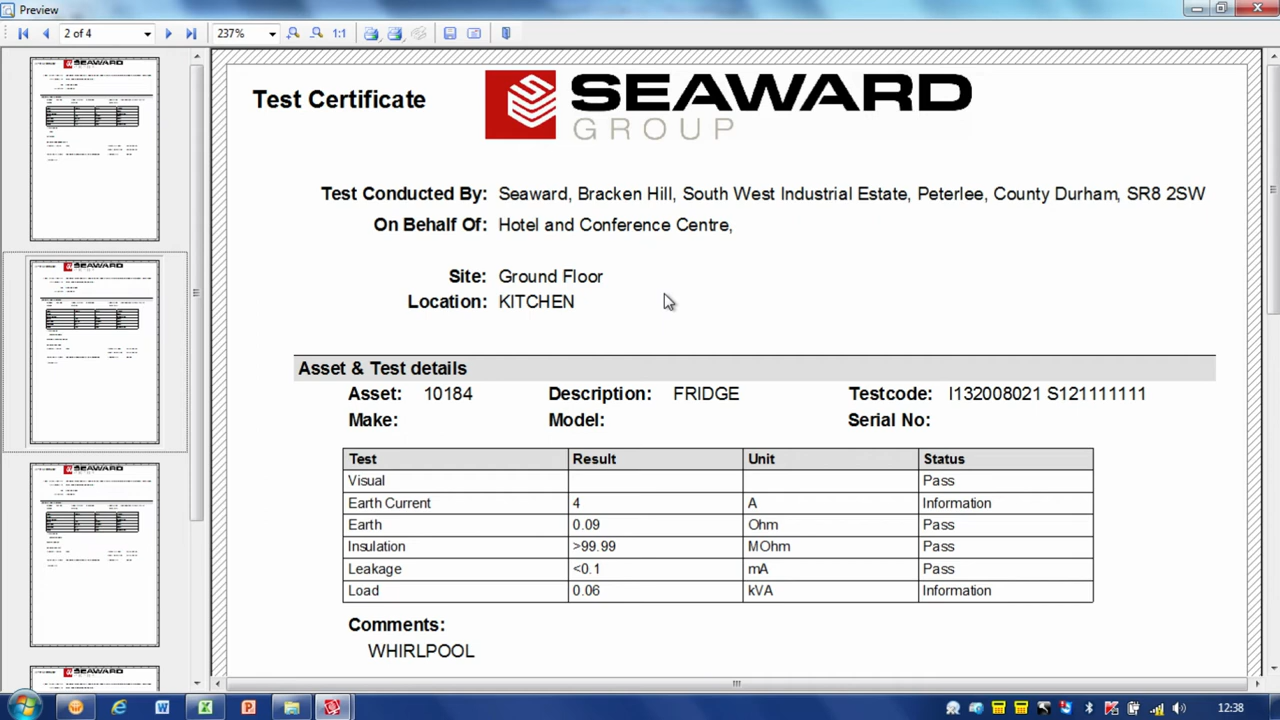 Preview
2 of 4
237%
1:1
Test Certificate
SEAWARD
GROUP
Test Conducted By: Seaward, Bracken Hill, South West Industrial Estate, Peterlee, County Durham, SR8 2SW
On Behalf Of: Hotel and Conference Centre,
Site: Ground Floor
Location: KITCHEN
Asset & Test details
Asset: 10184 Description: FRIDGE Testcode: I132008021 S121111111
Make: Model: Serial No:
Test Result Unit Status
Visual Pass
Earth Current 4 A Information
Earth 0.09 Ohm Pass
Insulation >99.99 MOhm Pass
Leakage <0.1 mA Pass
Load 0.06 kVA Information
Comments:
WHIRLPOOL
SEAWARD
SEAWARD
SEAWARD
SEAWARD
12:38